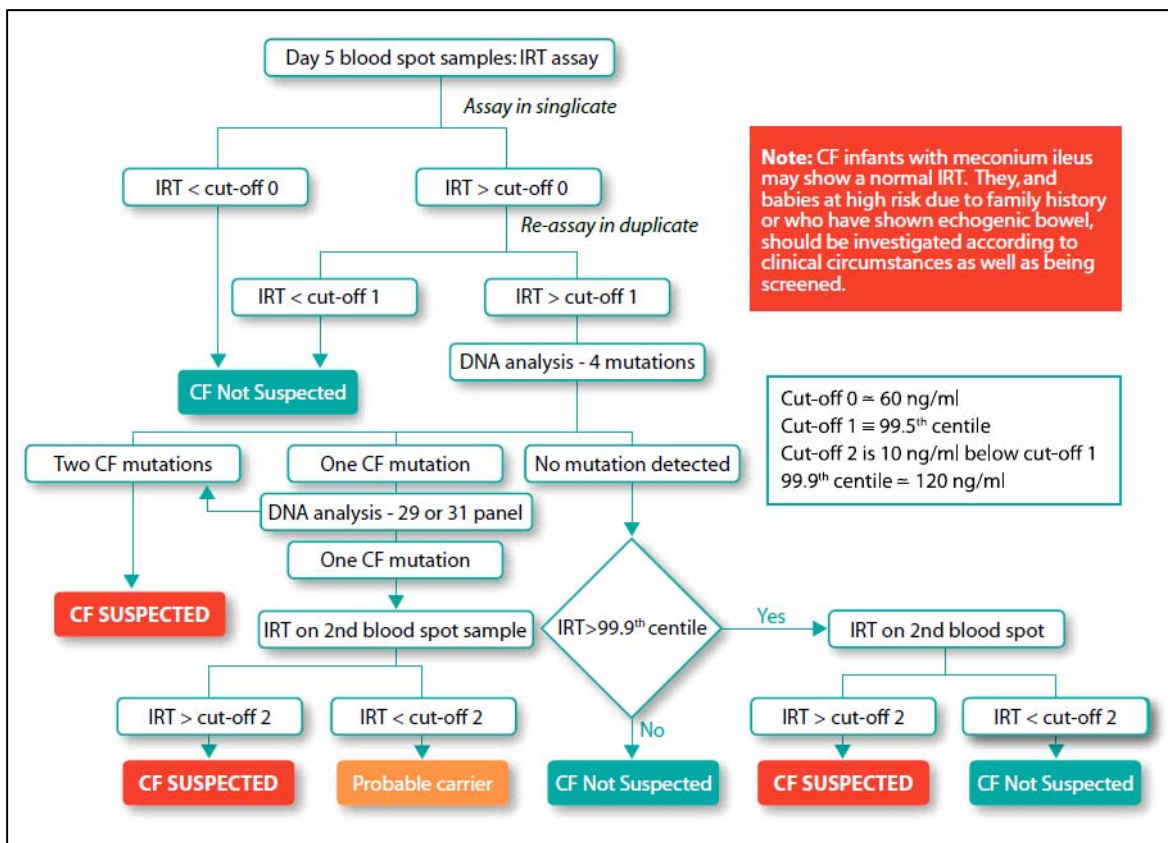 Day 5 blood spot samples: IRT assay
Assay in singlicate
IRT < cut-off 0
IRT > cut-off 0
Re-assay in duplicate
IRT < cut-off 1
IRT > cut-off 1
DNA analysis - 4 mutations
CF Not Suspected
Note: CF infants with meconium ileus
may show a normal IRT. They, and
babies at high risk due to family history
or who have shown echogenic bowel,
should be investigated according to
clinical circumstances as well as being
screened.
Cut-off 0 ≃ 60 ng/ml
Cut-off 1 ≡ 99.5th centile
Cut-off 2 is 10 ng/ml below cut-off 1
99.9th centile ≃ 120 ng/ml
Two CF mutations
One CF mutation
No mutation detected
DNA analysis - 29 or 31 panel
One CF mutation
CF SUSPECTED
IRT on 2nd blood spot sample
IRT>99.9th centile
Yes
IRT on 2nd blood spot
IRT > cut-off 2
IRT < cut-off 2
No
IRT > cut-off 2
IRT < cut-off 2
CF SUSPECTED
Probable carrier
CF Not Suspected
CF SUSPECTED
CF Not Suspected